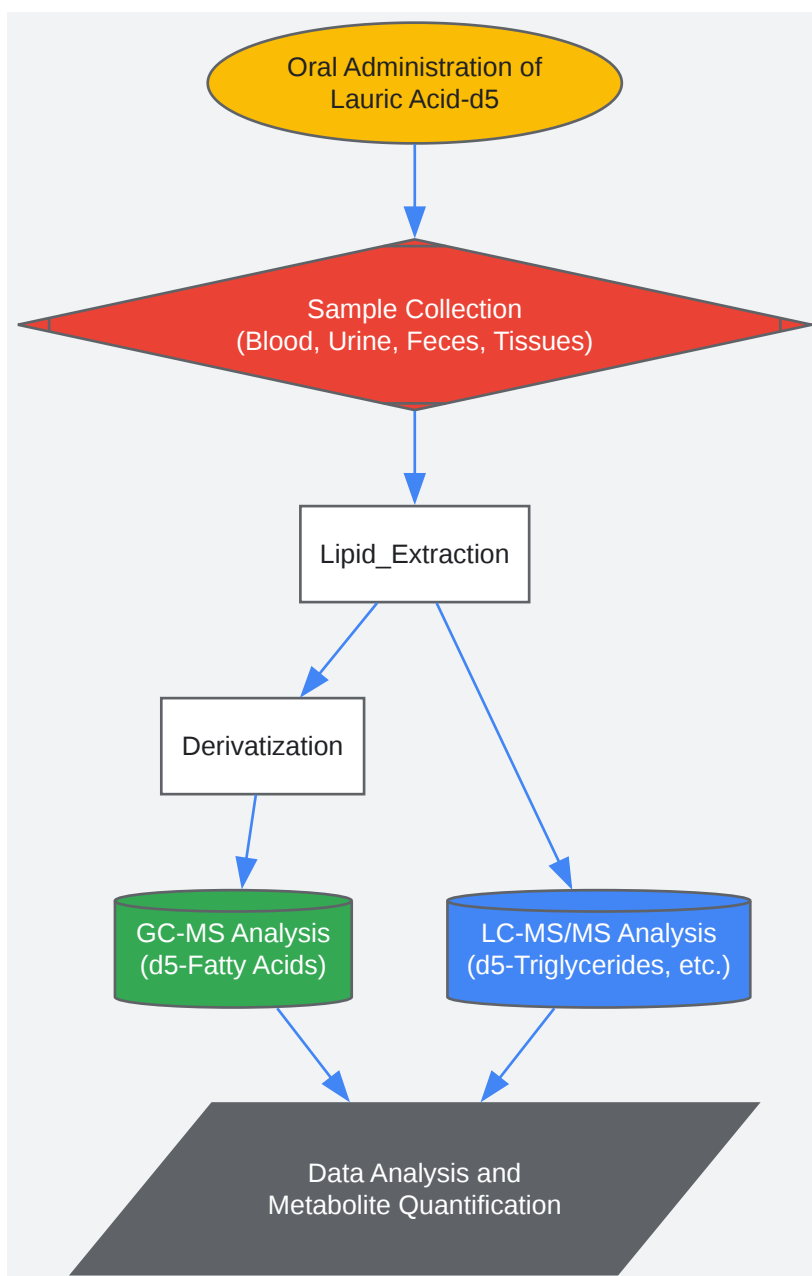 Oral Administration of
Lauric Acid-d5
Sample Collection
(Blood, Urine, Feces, Tissues)
Lipid_Extraction
Derivatization
GC-MS Analysis
(d5-Fatty Acids)
LC-MS/MS Analysis
(d5-Triglycerides, etc.)
Data Analysis and
Metabolite Quantification